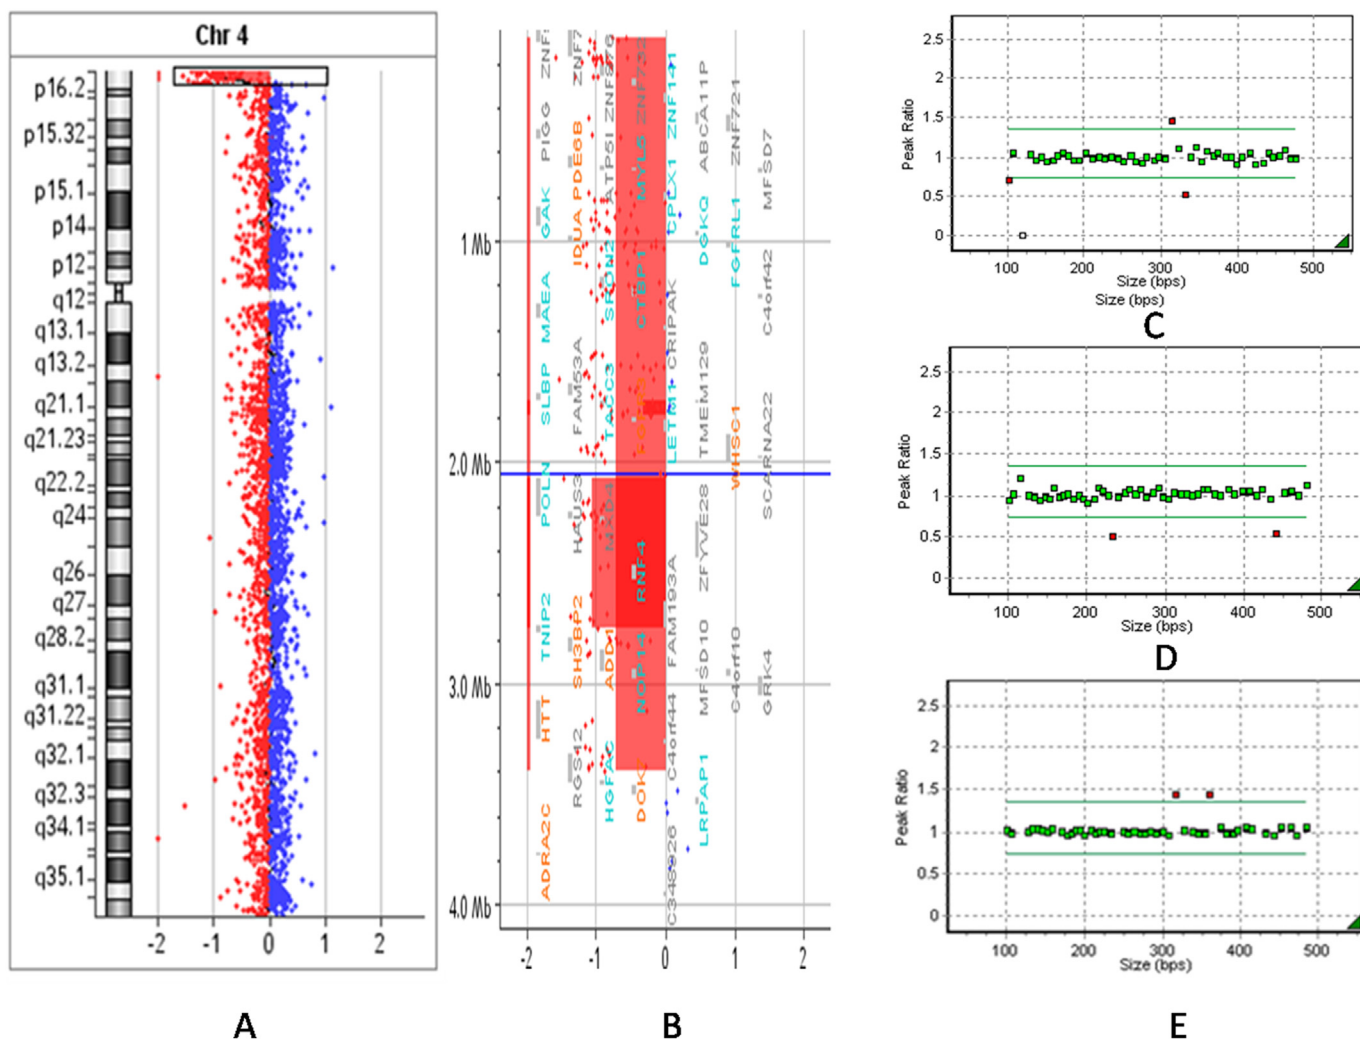 Chr 4
p16.2
p15.32
p15.1
p14
p12
q12
q13.1
q13.2
q21.1
q21.23
q22.2
q24
q26
q27
q28.2
q31.1
q31.22
q32.1
q32.3
q34.1
q35.1
-2 -1 0 1 2
A
PIGG
GAK
MAEA
SLBP
POLN
TNIP2
HTT
ADRA2C
PDE6B
IDUA
FAM53A
HAUS3
SH3BP2
RGS12
ZNF876
ATP5I
SPON2
TACC3
MXD4
ADD1
HGFAC
ZNF732
MYL5
CTBP1
RNF4
NOP14
DOK7
ZNF141
CPLX1
CRIPAK
LETM1
FAM193A
C4orf44
ABCA11P
DGKQ
TMEM129
ZFYVE28
MFSD10
LRPAP1
ZNF721
FGFRL1
WHSC1
C4orf10
MFSD7
C4orf42
SCARNA22
GRK4
1 Mb
2.0 Mb
3.0 Mb
4.0 Mb
-2 -1 0 1 2
B
Peak Ratio
2.5
2
1.5
1
0.5
0
100 200 300 400 500
Size (bps)
Size (bps)
C
Peak Ratio
2.5
2
1.5
1
0.5
0
100 200 300 400 500
Size (bps)
D
Peak Ratio
2.5
2
1.5
1
0.5
0
100 200 300 400 500
Size (bps)
E